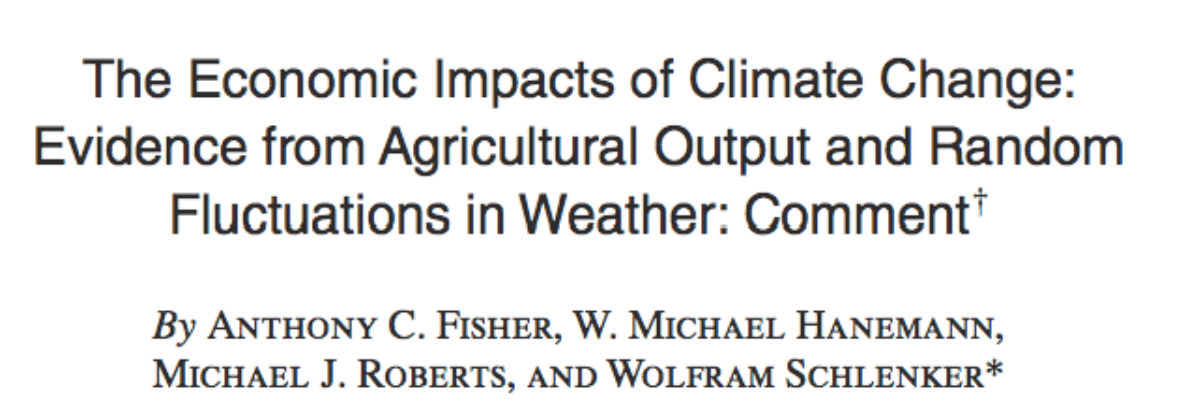 The Economic Impacts of Climate Change:
Evidence from Agricultural Output and Random
Fluctuations in Weather: Comment†
By ANTHONY C. FISHER, W. MICHAEL HANEMANN,
MICHAEL J. ROBERTS, AND WOLFRAM SCHLENKER*